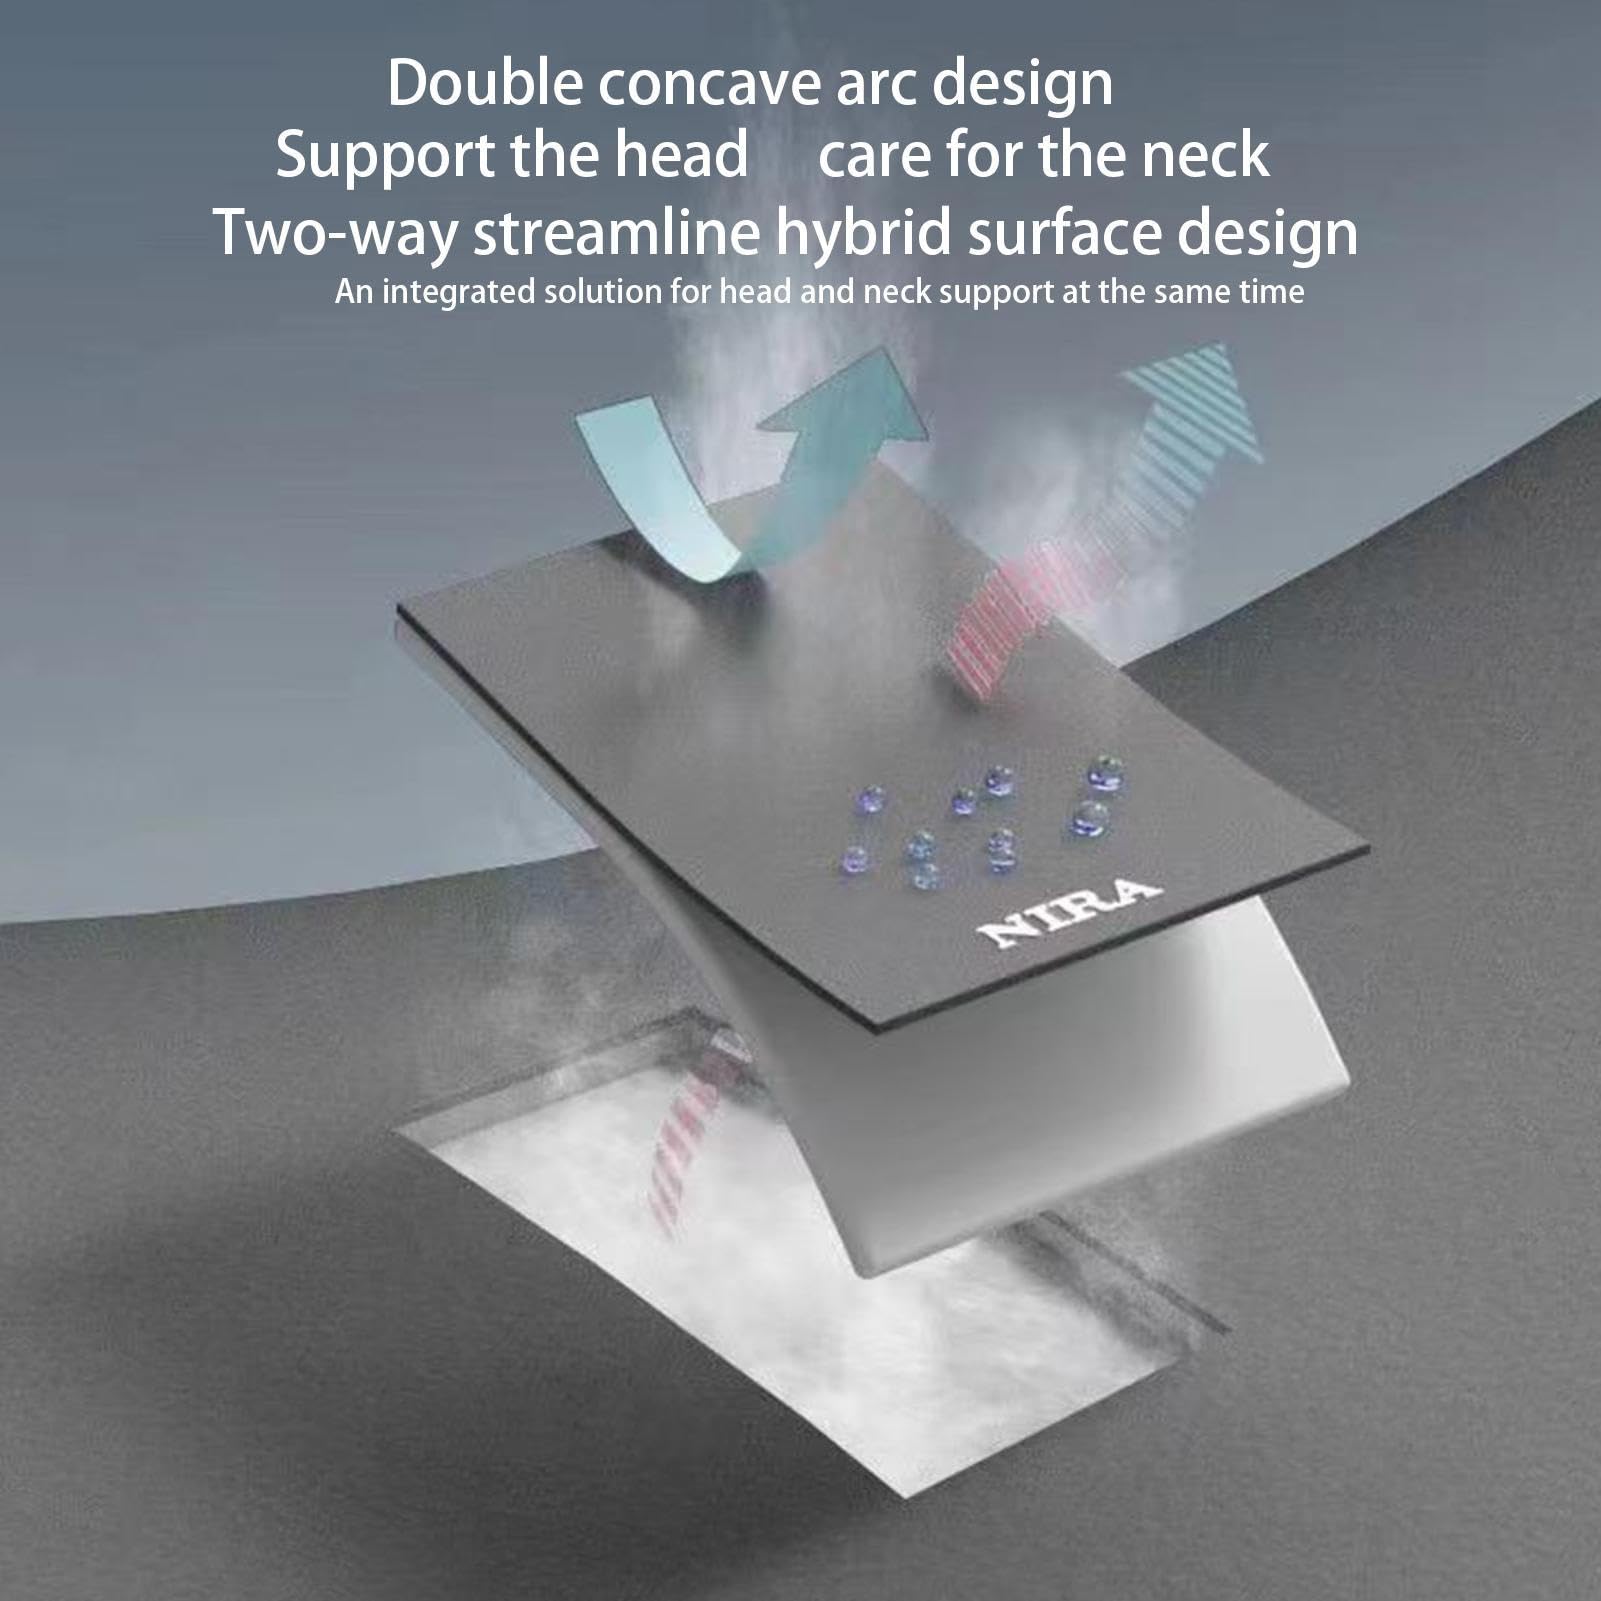 Double concave arc design
Support the head care for the neck
Two-way streamline hybrid surface design
An integrated solution for head and neck support at the same time
NIRA